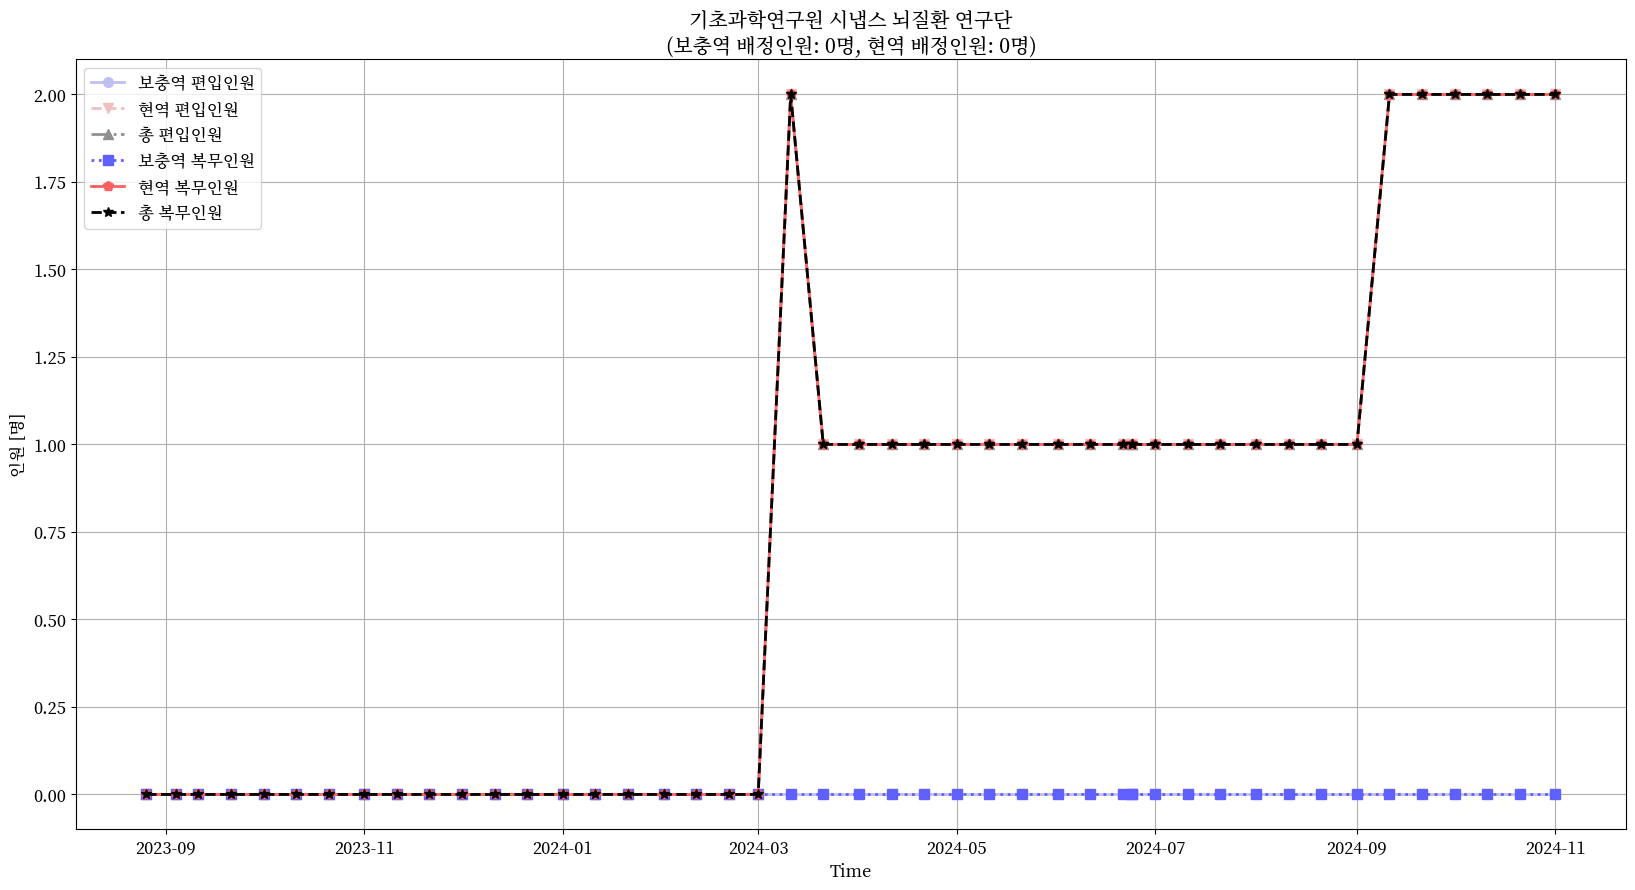 기초과학연구원 시냅스 뇌질환 연구단
(보충역 배정인원: 0명, 현역 배정인원: 0명)
보충역 편입인원
현역 편입인원
총 편입인원
보충역 복무인원
현역 복무인원
총 복무인원
2.00
1.75
1.50
1.25
1.00
0.75
0.50
0.25
0.00
인원 [명]
2023-09 2023-11 2024-01 2024-03 2024-05 2024-07 2024-09 2024-11
Time